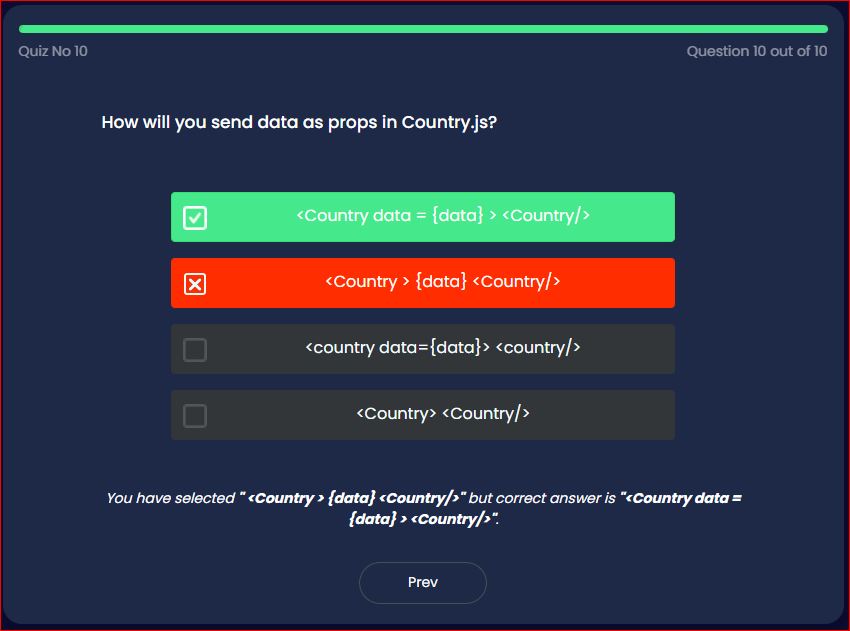 Quiz No 10
Question 10 out of 10
How will you send data as props in Country.js?
<Country data = {data} > <Country/>
<Country > {data} <Country/>
<country data={data}> <country/>
<Country> <Country/>
You have selected " <Country > {data} <Country/>" but correct answer is "<Country data =
{data} > <Country/>".
Prev